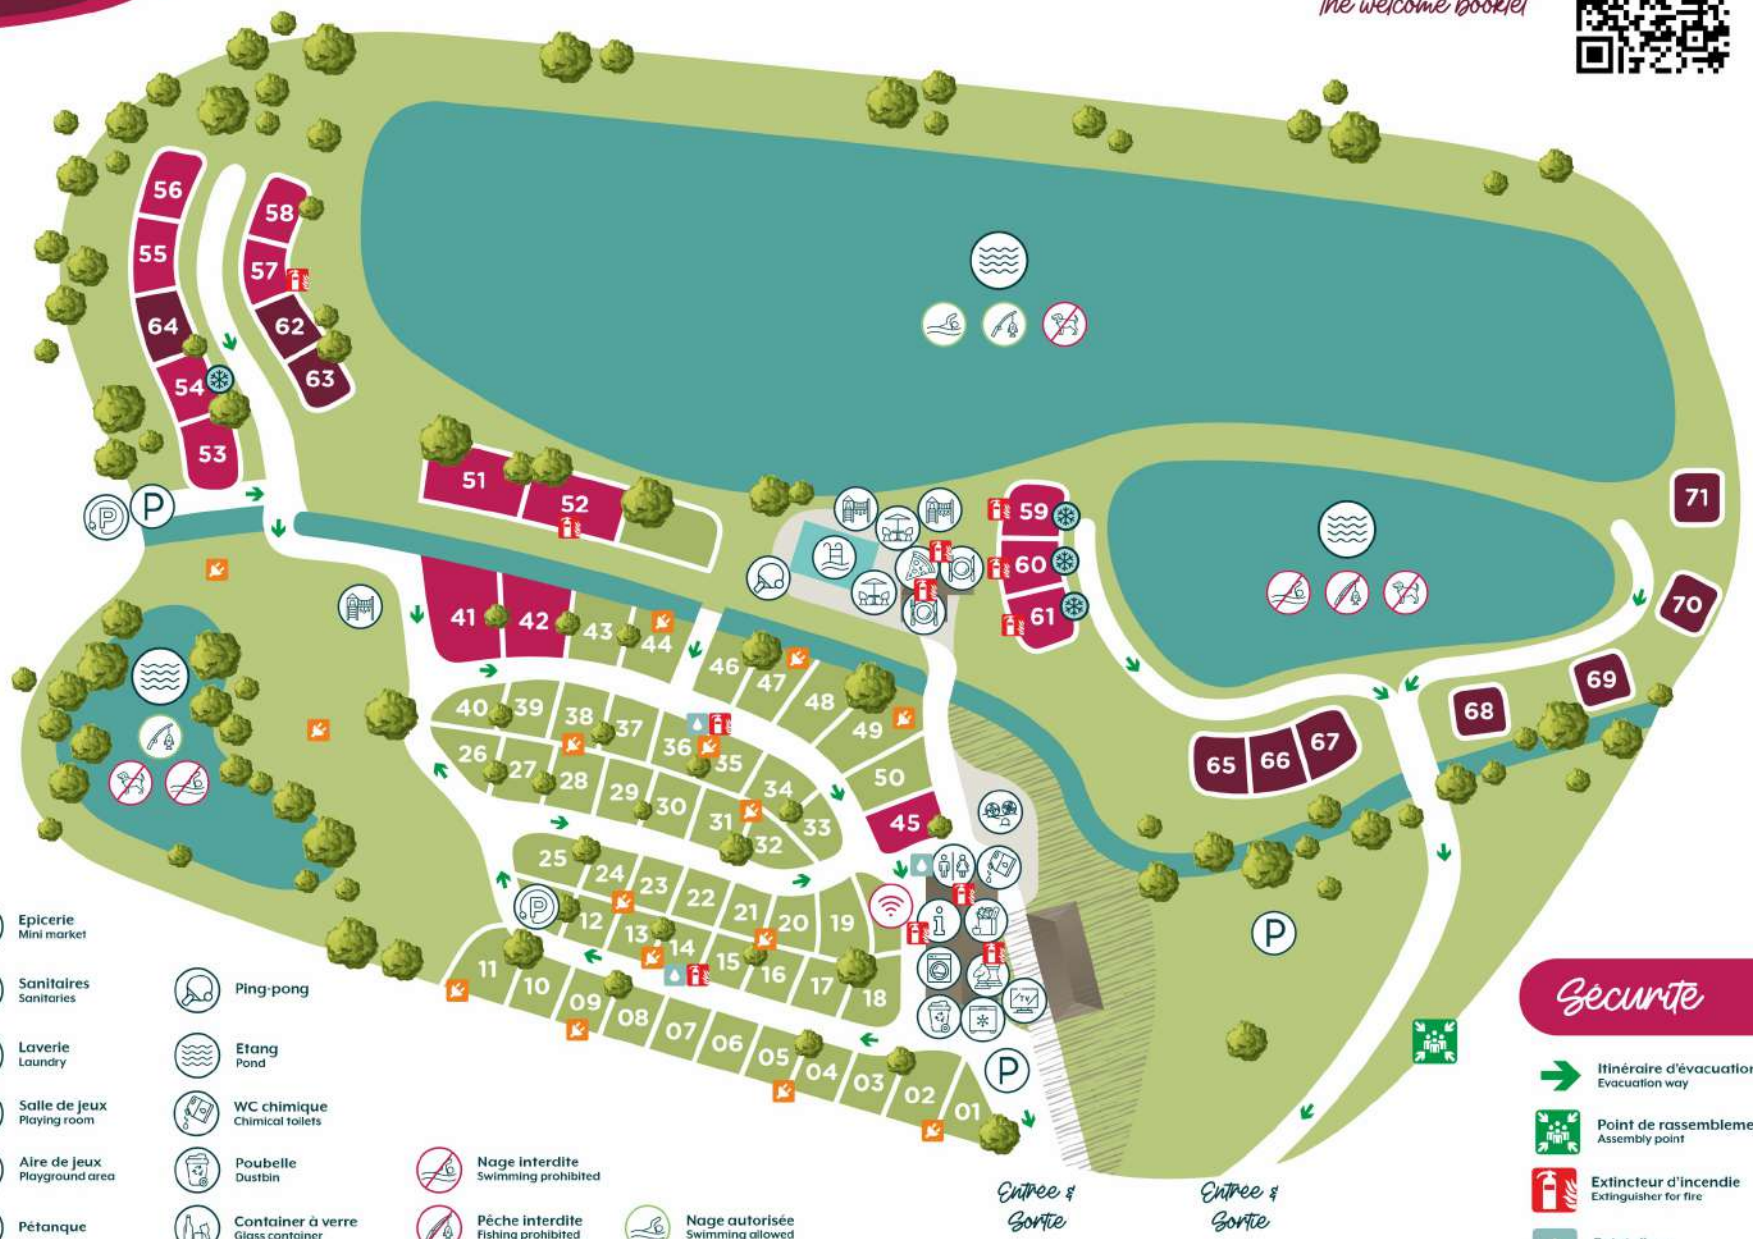 The welcome booklet
56
58
55
57
64
62
54
63
53
51
52
P
P
59
60
61
71
70
69
68
67
66
65
41
42
43
44
46
47
48
49
50
45
40
39
38
37
36
35
34
33
26
27
28
29
30
31
32
25
24
23
22
21
20
19
P
12
13
14
15
16
17
18
11
10
09
08
07
06
05
04
03
02
01
i
TV
P
P
Epicerie
Mini market
Sanitaires
Sanitaries
Laverie
Laundry
Salle de jeux
Playing room
Aire de jeux
Playground area
Pétanque
Ping-pong
Etang
Pond
WC chimique
Chimical toilets
Poubelle
Dustbin
Container à verre
Glass container
Nage interdite
Swimming prohibited
Pêche interdite
Fishing prohibited
Nage autorisée
Swimming allowed
Entrée &
Sortie
Entrée &
Sortie
Sécurité
Itinéraire d'évacuation
Evacuation way
Point de rassembleme
Assembly point
Extincteur d'incendie
Extinguisher for fire